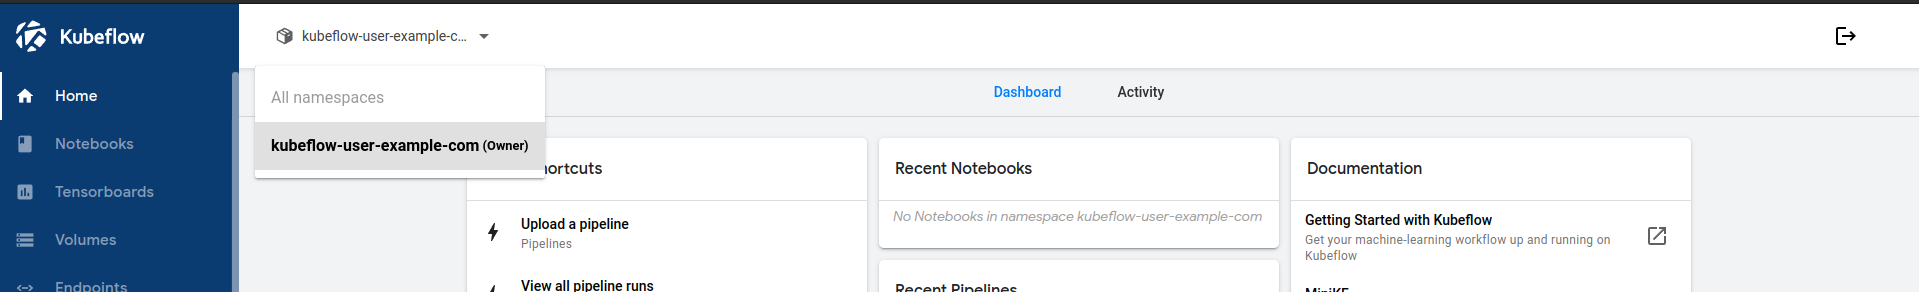 Kubeflow
kubeflow-user-example-c...
Home
Notebooks
Tensorboards
Volumes
Endpoints
All namespaces
kubeflow-user-example-com (Owner)
Dashboard
Activity
ortcuts
Upload a pipeline
Pipelines
View all pipeline runs
Recent Notebooks
No Notebooks in namespace kubeflow-user-example-com
Recent Pipelines
Documentation
Getting Started with Kubeflow
Get your machine-learning workflow up and running on
Kubeflow
MiniKF